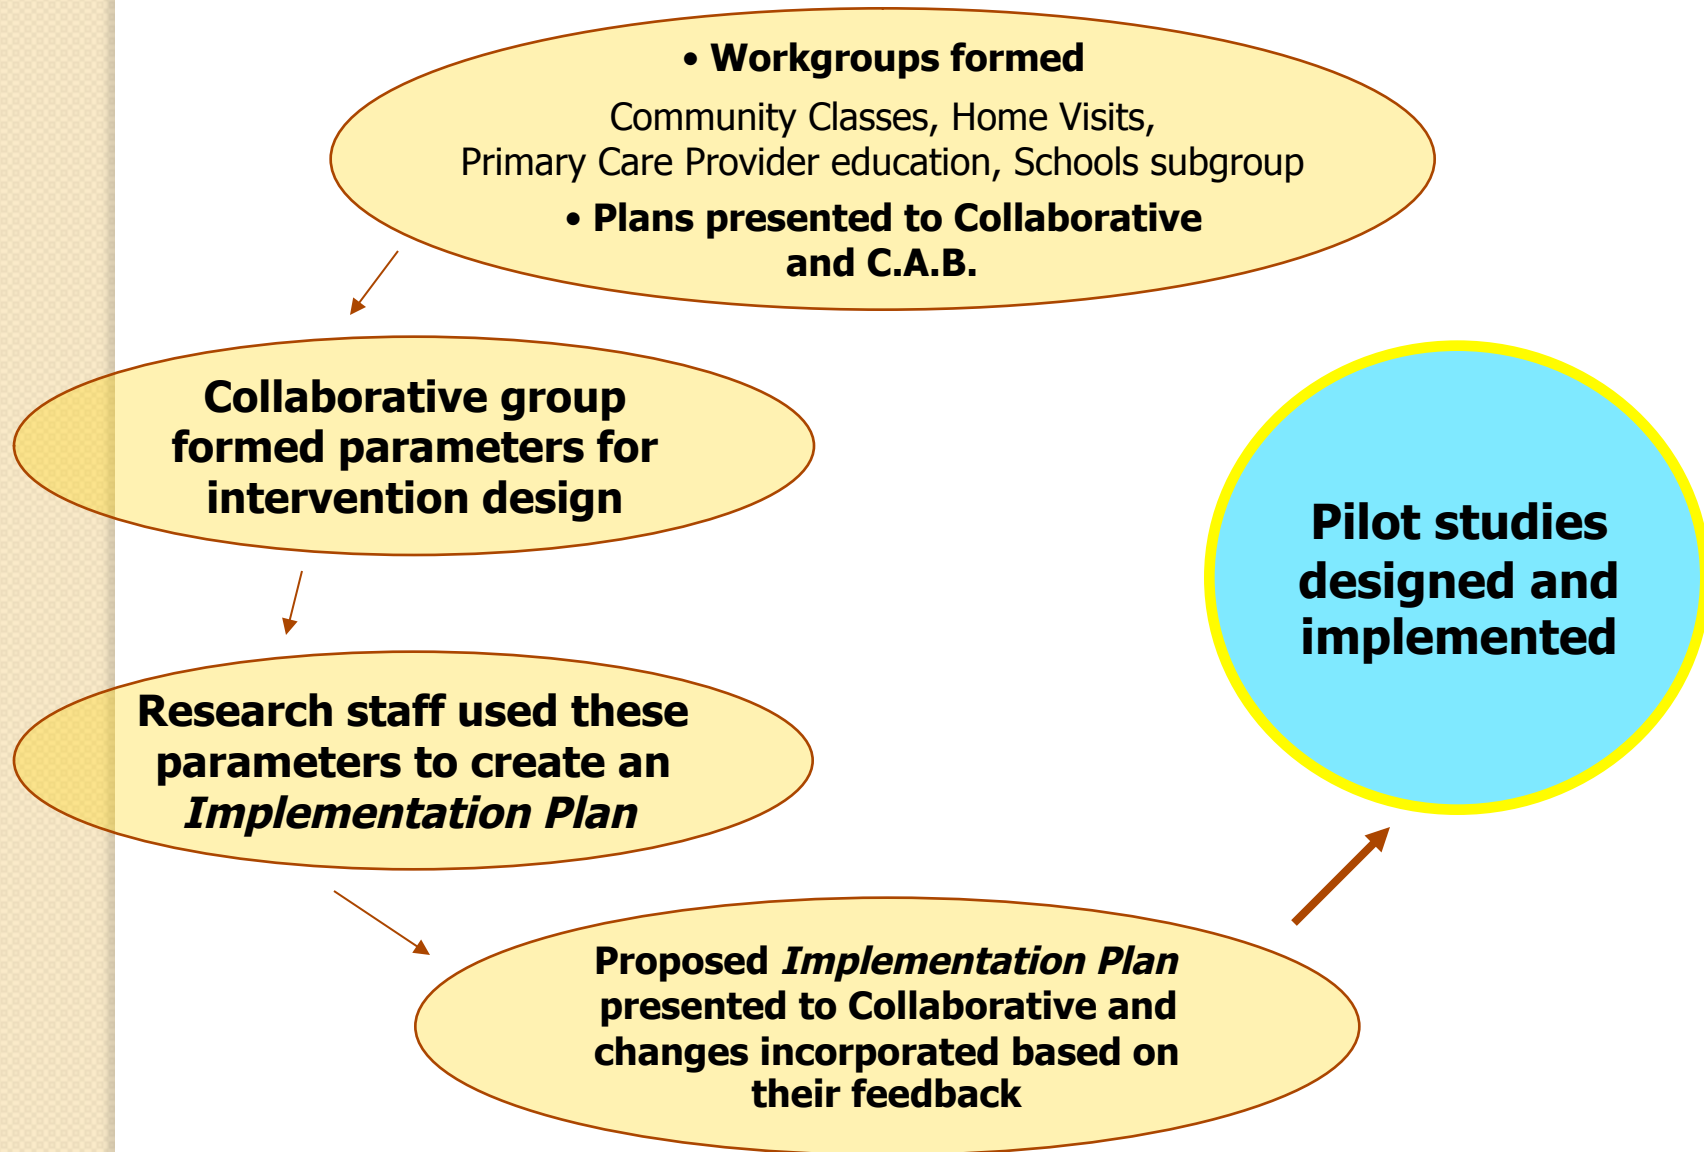 • Workgroups formed
Community Classes, Home Visits,
Primary Care Provider education, Schools subgroup
• Plans presented to Collaborative
and C.A.B.
Collaborative group
formed parameters for
intervention design
Research staff used these
parameters to create an
Implementation Plan
Proposed Implementation Plan
presented to Collaborative and
changes incorporated based on
their feedback
Pilot studies
designed and
implemented